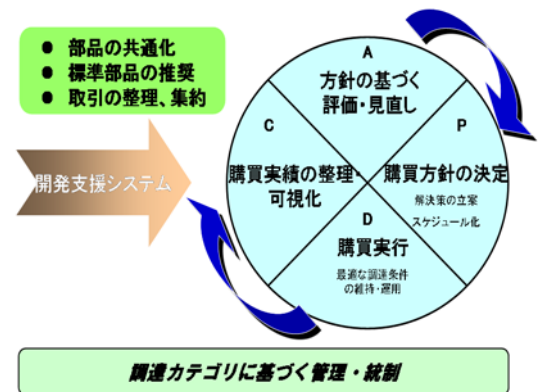 ● 部品の共通化
● 標準部品の推奨
● 取引の整理、集約
開発支援システム
A
方針の基づく
評価・見直し
P
購買方針の決定
解決策の立案
スケジュール化
D
購買実行
最適な調達条件
の維持・運用
C
購買実績の整理・
可視化
調達カテゴリに基づく管理・統制